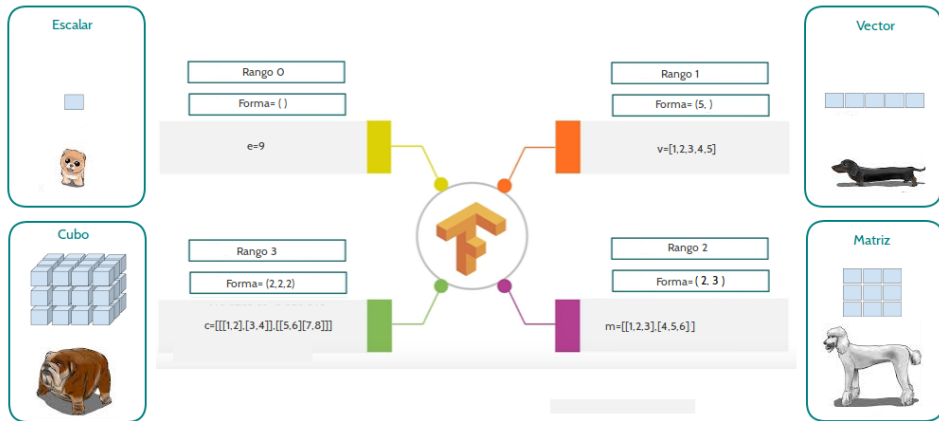 Escalar
Rango 0
Forma= ( )
e=9
Rango 1
Forma= (5, )
v=[1,2,3,4,5]
Vector
Cubo
Rango 3
Forma= (2,2,2)
c=[[[1,2],[3,4]],[[5,6][7,8]]]
Rango 2
Forma= ( 2, 3 )
m=[[1,2,3],[4,5,6] ]
Matriz